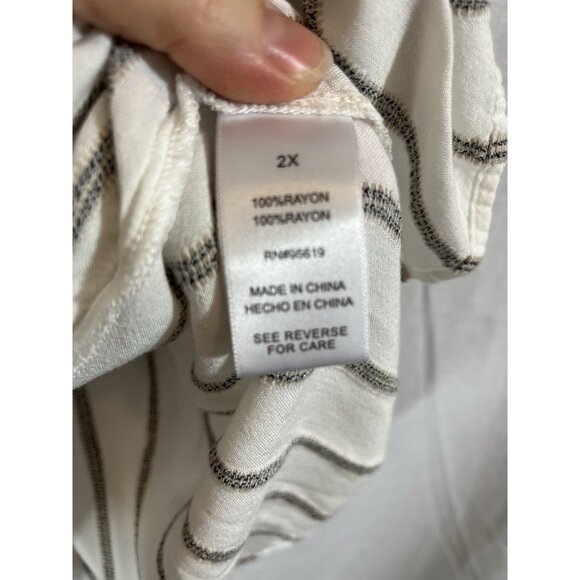 2X
100%RAYON
100%RAYON
RN#95619
MADE IN CHINA
HECHO EN CHINA
SEE REVERSE
FOR CARE